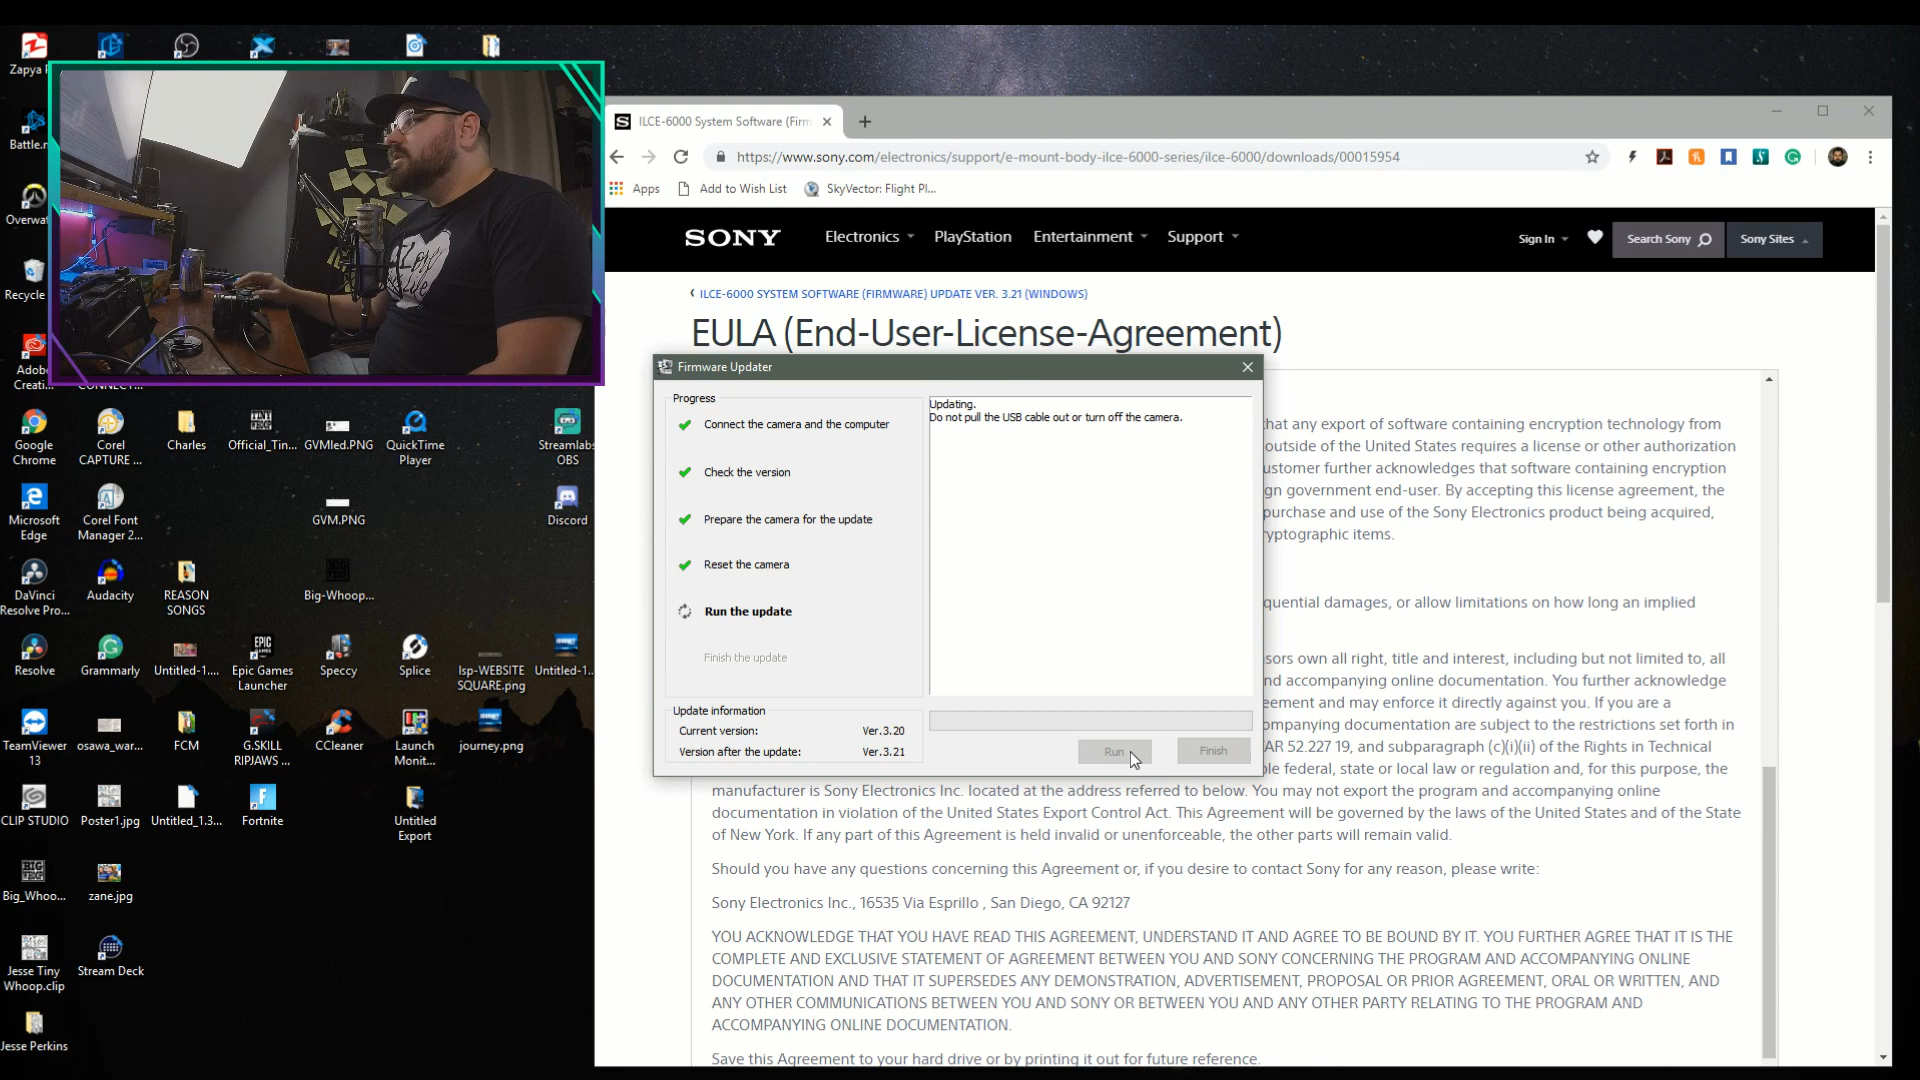 Zapya
Battle.n
Overwa
Recycle
Adobe
Creati...
Google
Chrome
Corel
CAPTURE ...
Charles
Official_Tin...
GVMled.PNG
QuickTime
Player
Streamlabs
OBS
Microsoft
Edge
Corel Font
Manager 2...
GVM.PNG
Discord
DaVinci
Resolve Pro...
Audacity
REASON
SONGS
Big-Whoop...
Resolve
Grammarly
Untitled-1....
Epic Games
Launcher
Speccy
Splice
lsp-WEBSITE
SQUARE.png
Untitled-1...
TeamViewer
13
osawa_war...
FCM
G.SKILL
RIPJAWS ...
CCleaner
Launch
Monit...
journey.png
CLIP STUDIO
Poster1.jpg
Untitled_1.3...
Fortnite
Untitled
Export
Big_Whoo...
zane.jpg
Jesse Tiny
Whoop.clip
Stream Deck
Jesse Perkins
ILCE-6000 System Software (Firm
https://www.sony.com/electronics/support/e-mount-body-ilce-6000-series/ilce-6000/downloads/00015954
Apps
Add to Wish List
SkyVector: Flight Pl...
SONY
Electronics
PlayStation
Entertainment
Support
Sign In
Search Sony
Sony Sites
ILCE-6000 SYSTEM SOFTWARE (FIRMWARE) UPDATE VER. 3.21 (WINDOWS)
EULA (End-User-License-Agreement)
Firmware Updater
Progress
Connect the camera and the computer
Check the version
Prepare the camera for the update
Reset the camera
Run the update
Finish the update
Updating.
Do not pull the USB cable out or turn off the camera.
Update information
Current version: Ver.3.20
Version after the update: Ver.3.21
Run
Finish
that any export of software containing encryption technology from
outside of the United States requires a license or other authorization
ustomer further acknowledges that software containing encryption
gn government end-user. By accepting this license agreement, the
purchase and use of the Sony Electronics product being acquired,
ryptographic items.
quential damages, or allow limitations on how long an implied
sors own all right, title and interest, including but not limited to, all
nd accompanying online documentation. You further acknowledge
eement and may enforce it directly against you. If you are a
ompanying documentation are subject to the restrictions set forth in
AR 52.227 19, and subparagraph (c)(i)(ii) of the Rights in Technical
le federal, state or local law or regulation and, for this purpose, the
manufacturer is Sony Electronics Inc. located at the address referred to below. You may not export the program and accompanying online
documentation in violation of the United States Export Control Act. This Agreement will be governed by the laws of the United States and of the State
of New York. If any part of this Agreement is held invalid or unenforceable, the other parts will remain valid.
Should you have any questions concerning this Agreement or, if you desire to contact Sony for any reason, please write:
Sony Electronics Inc., 16535 Via Esprillo , San Diego, CA 92127
YOU ACKNOWLEDGE THAT YOU HAVE READ THIS AGREEMENT, UNDERSTAND IT AND AGREE TO BE BOUND BY IT. YOU FURTHER AGREE THAT IT IS THE
COMPLETE AND EXCLUSIVE STATEMENT OF AGREEMENT BETWEEN YOU AND SONY CONCERNING THE PROGRAM AND ACCOMPANYING ONLINE
DOCUMENTATION AND THAT IT SUPERSEDES ANY DEMONSTRATION, ADVERTISEMENT, PROPOSAL OR PRIOR AGREEMENT, ORAL OR WRITTEN, AND
ANY OTHER COMMUNICATIONS BETWEEN YOU AND SONY OR BETWEEN YOU AND ANY OTHER PARTY RELATING TO THE PROGRAM AND
ACCOMPANYING ONLINE DOCUMENTATION.
Save this Agreement to your hard drive or by printing it out for future reference.